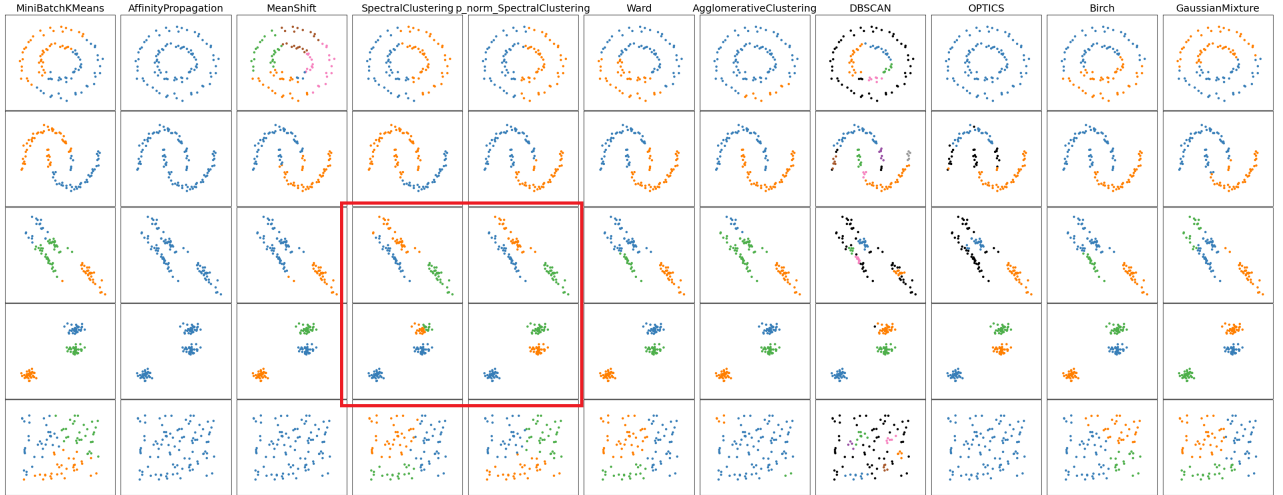 MiniBatchKMeans AffinityPropagation MeanShift SpectralClustering p_norm_SpectralClustering Ward AgglomerativeClustering DBSCAN OPTICS Birch GaussianMixture